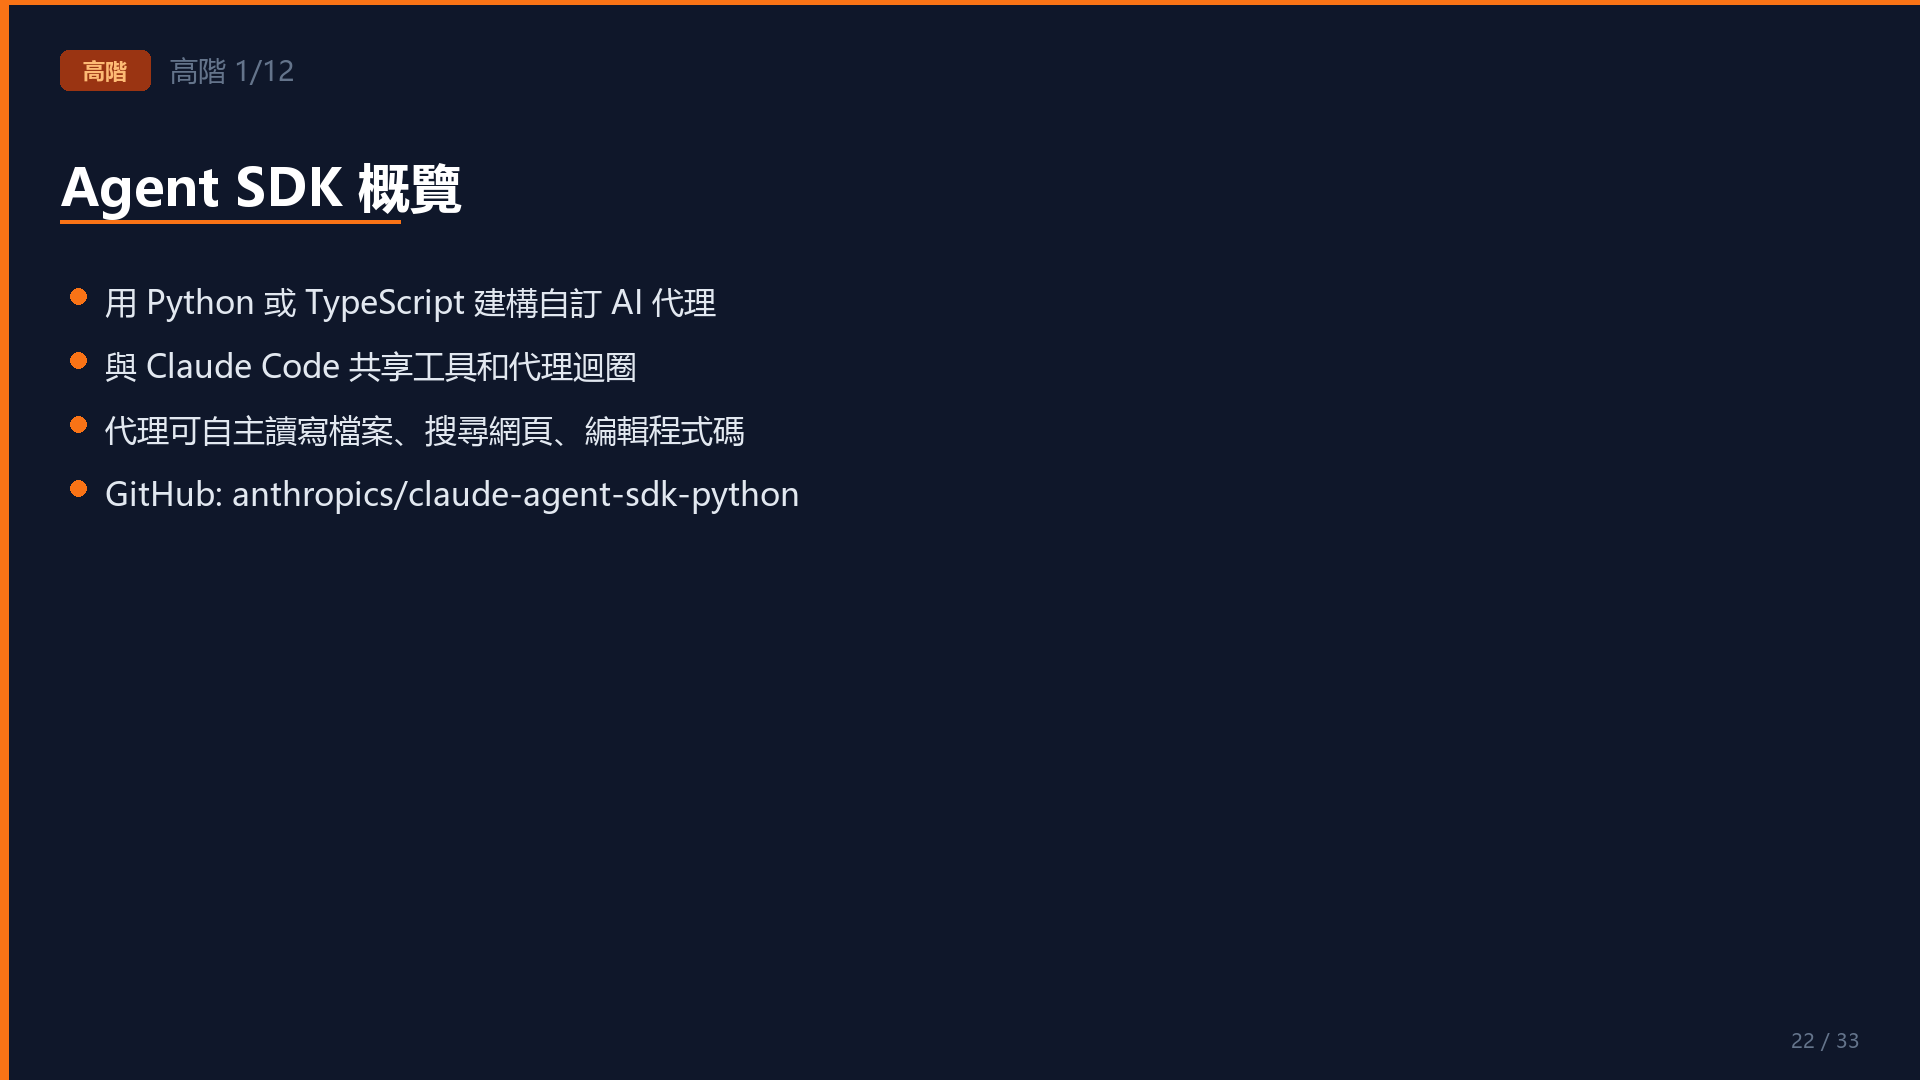 高階
高階 1/12
Agent SDK 概覽
用 Python 或 TypeScript 建構自訂 AI 代理
與 Claude Code 共享工具和代理迴圈
代理可自主讀寫檔案、搜尋網頁、編輯程式碼
GitHub: anthropics/claude-agent-sdk-python
22 / 33